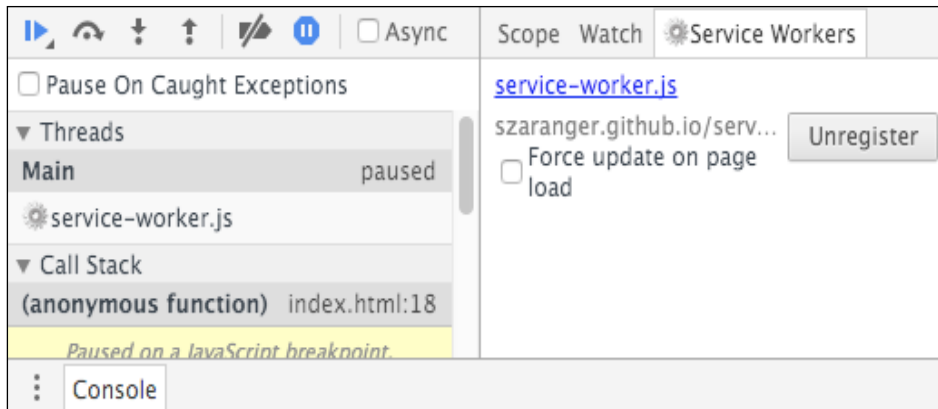 Async
Pause On Caught Exceptions
Threads
Main paused
service-worker.js
Call Stack
(anonymous function) index.html:18
Paused on a JavaScript breakpoint.
Scope Watch Service Workers
service-worker.js
szaranger.github.io/serv...
Unregister
Force update on page
load
Console